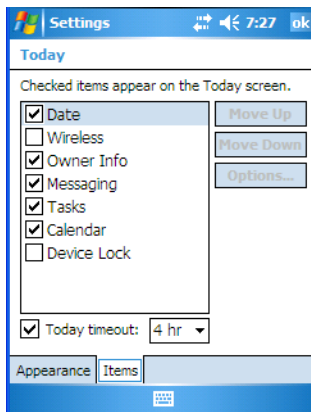 Settings 7:27 ok
Today
Checked items appear on the Today screen.
Date
Move Up
Wireless
Move Down
Owner Info
Messaging
Options...
Tasks
Calendar
Device Lock
Today timeout: 4 hr
Appearance Items